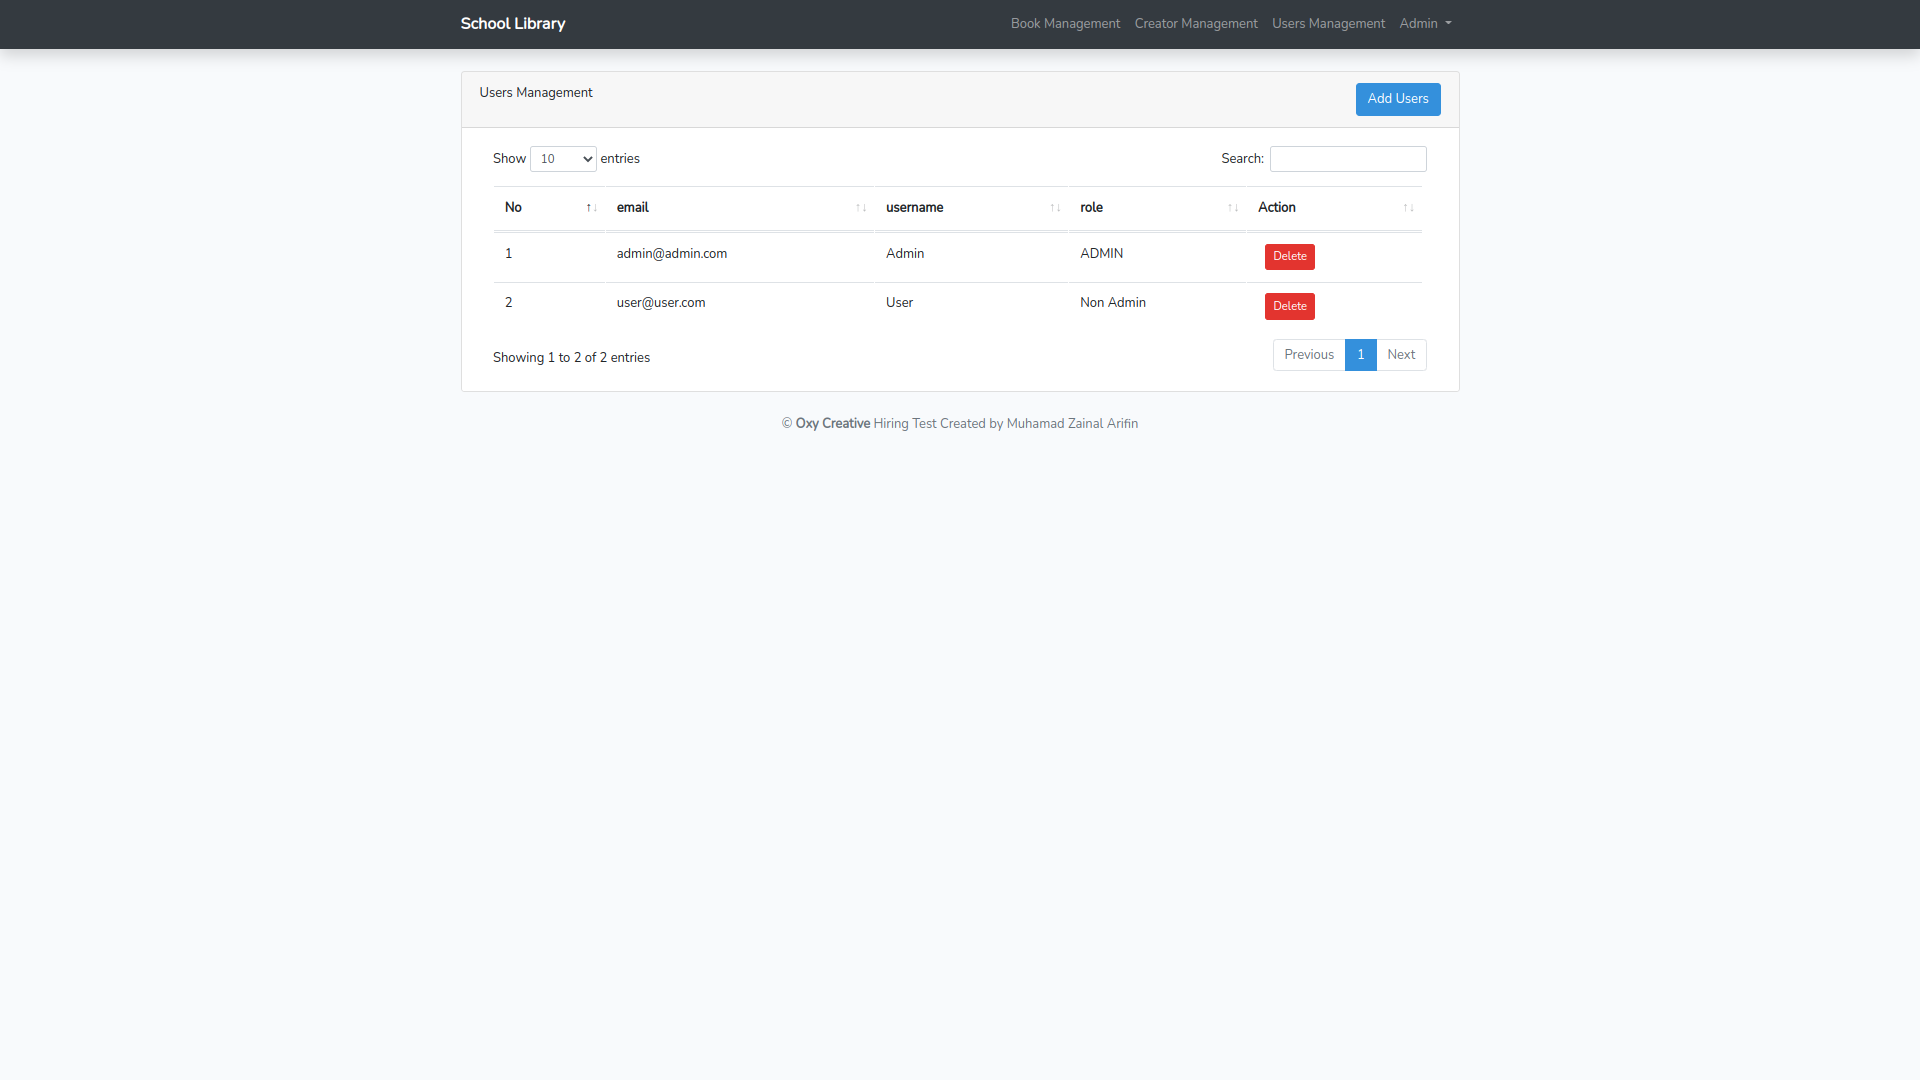 School Library
Book Management Creator Management Users Management Admin
Users Management
Add Users
Show 10 entries
Search:
No ↑↓ email ↑↓ username ↑↓ role ↑↓ Action ↑↓
1 admin@admin.com Admin ADMIN Delete
2 user@user.com User Non Admin Delete
Showing 1 to 2 of 2 entries
Previous 1 Next
© Oxy Creative Hiring Test Created by Muhamad Zainal Arifin